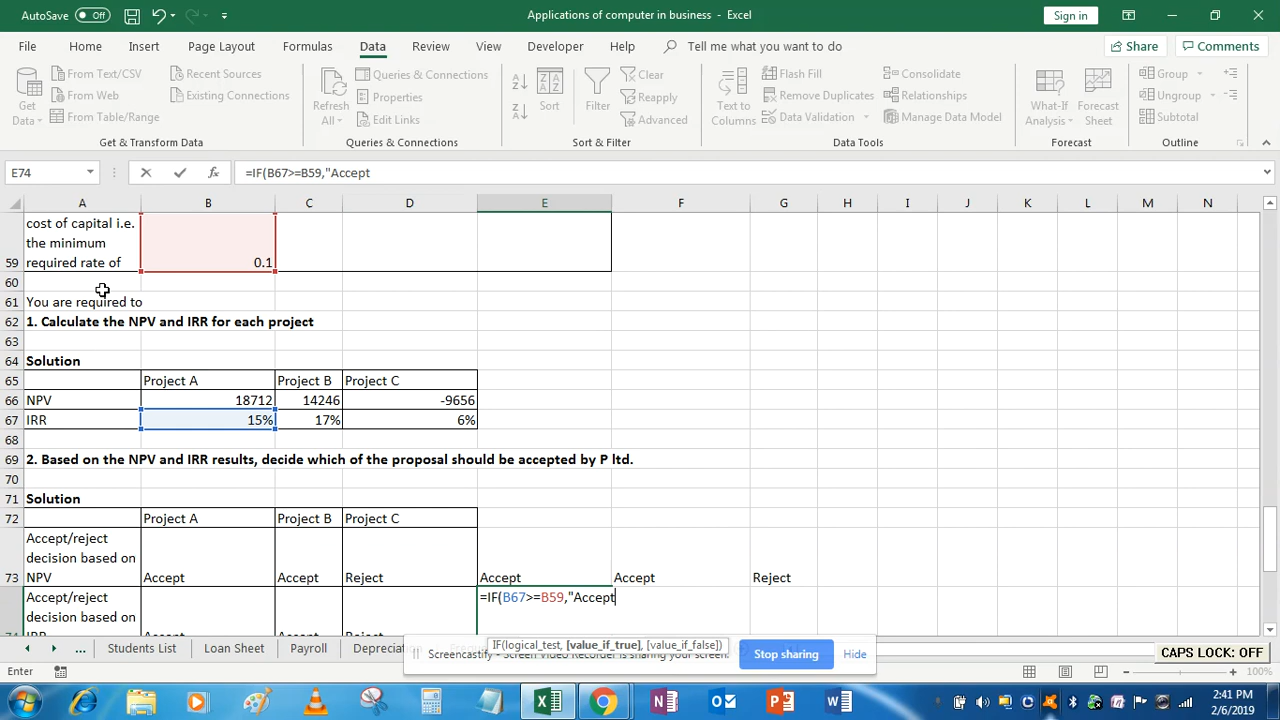 AutoSave Off Applications of computer in business - Excel Sign in
File Home Insert Page Layout Formulas Data Review View Developer Help Tell me what you want to do Share Comments
Get Data From Text/CSV From Web From Table/Range Recent Sources Existing Connections
Refresh All Queries & Connections Properties Edit Links
Sort Filter Clear Reapply Advanced
Text to Columns Flash Fill Remove Duplicates Data Validation Consolidate Relationships Manage Data Model
What-If Analysis Forecast Sheet Group Ungroup Subtotal
Get & Transform Data Queries & Connections Sort & Filter Data Tools Forecast Outline
E74 fx =IF(B67>=B59,"Accept
A B C D E F G H I J K L M N
cost of capital i.e.
the minimum
59 required rate of 0.1
60
61 You are required to
62 1. Calculate the NPV and IRR for each project
63
64 Solution
65 Project A Project B Project C
66 NPV 18712 14246 -9656
67 IRR 15% 17% 6%
68
69 2. Based on the NPV and IRR results, decide which of the proposal should be accepted by P ltd.
70
71 Solution
72 Project A Project B Project C
Accept/reject
decision based on
73 NPV Accept Accept Reject Accept Accept Reject
Accept/reject =IF(B67>=B59,"Accept
decision based on
IF(logical_test, [value_if_true], [value_if_false])
... Students List Loan Sheet Payroll
Screencastify - Screen Video Recorder is sharing your screen. Stop sharing Hide
CAPS LOCK: OFF
Enter 100%
2:41 PM
2/6/2019